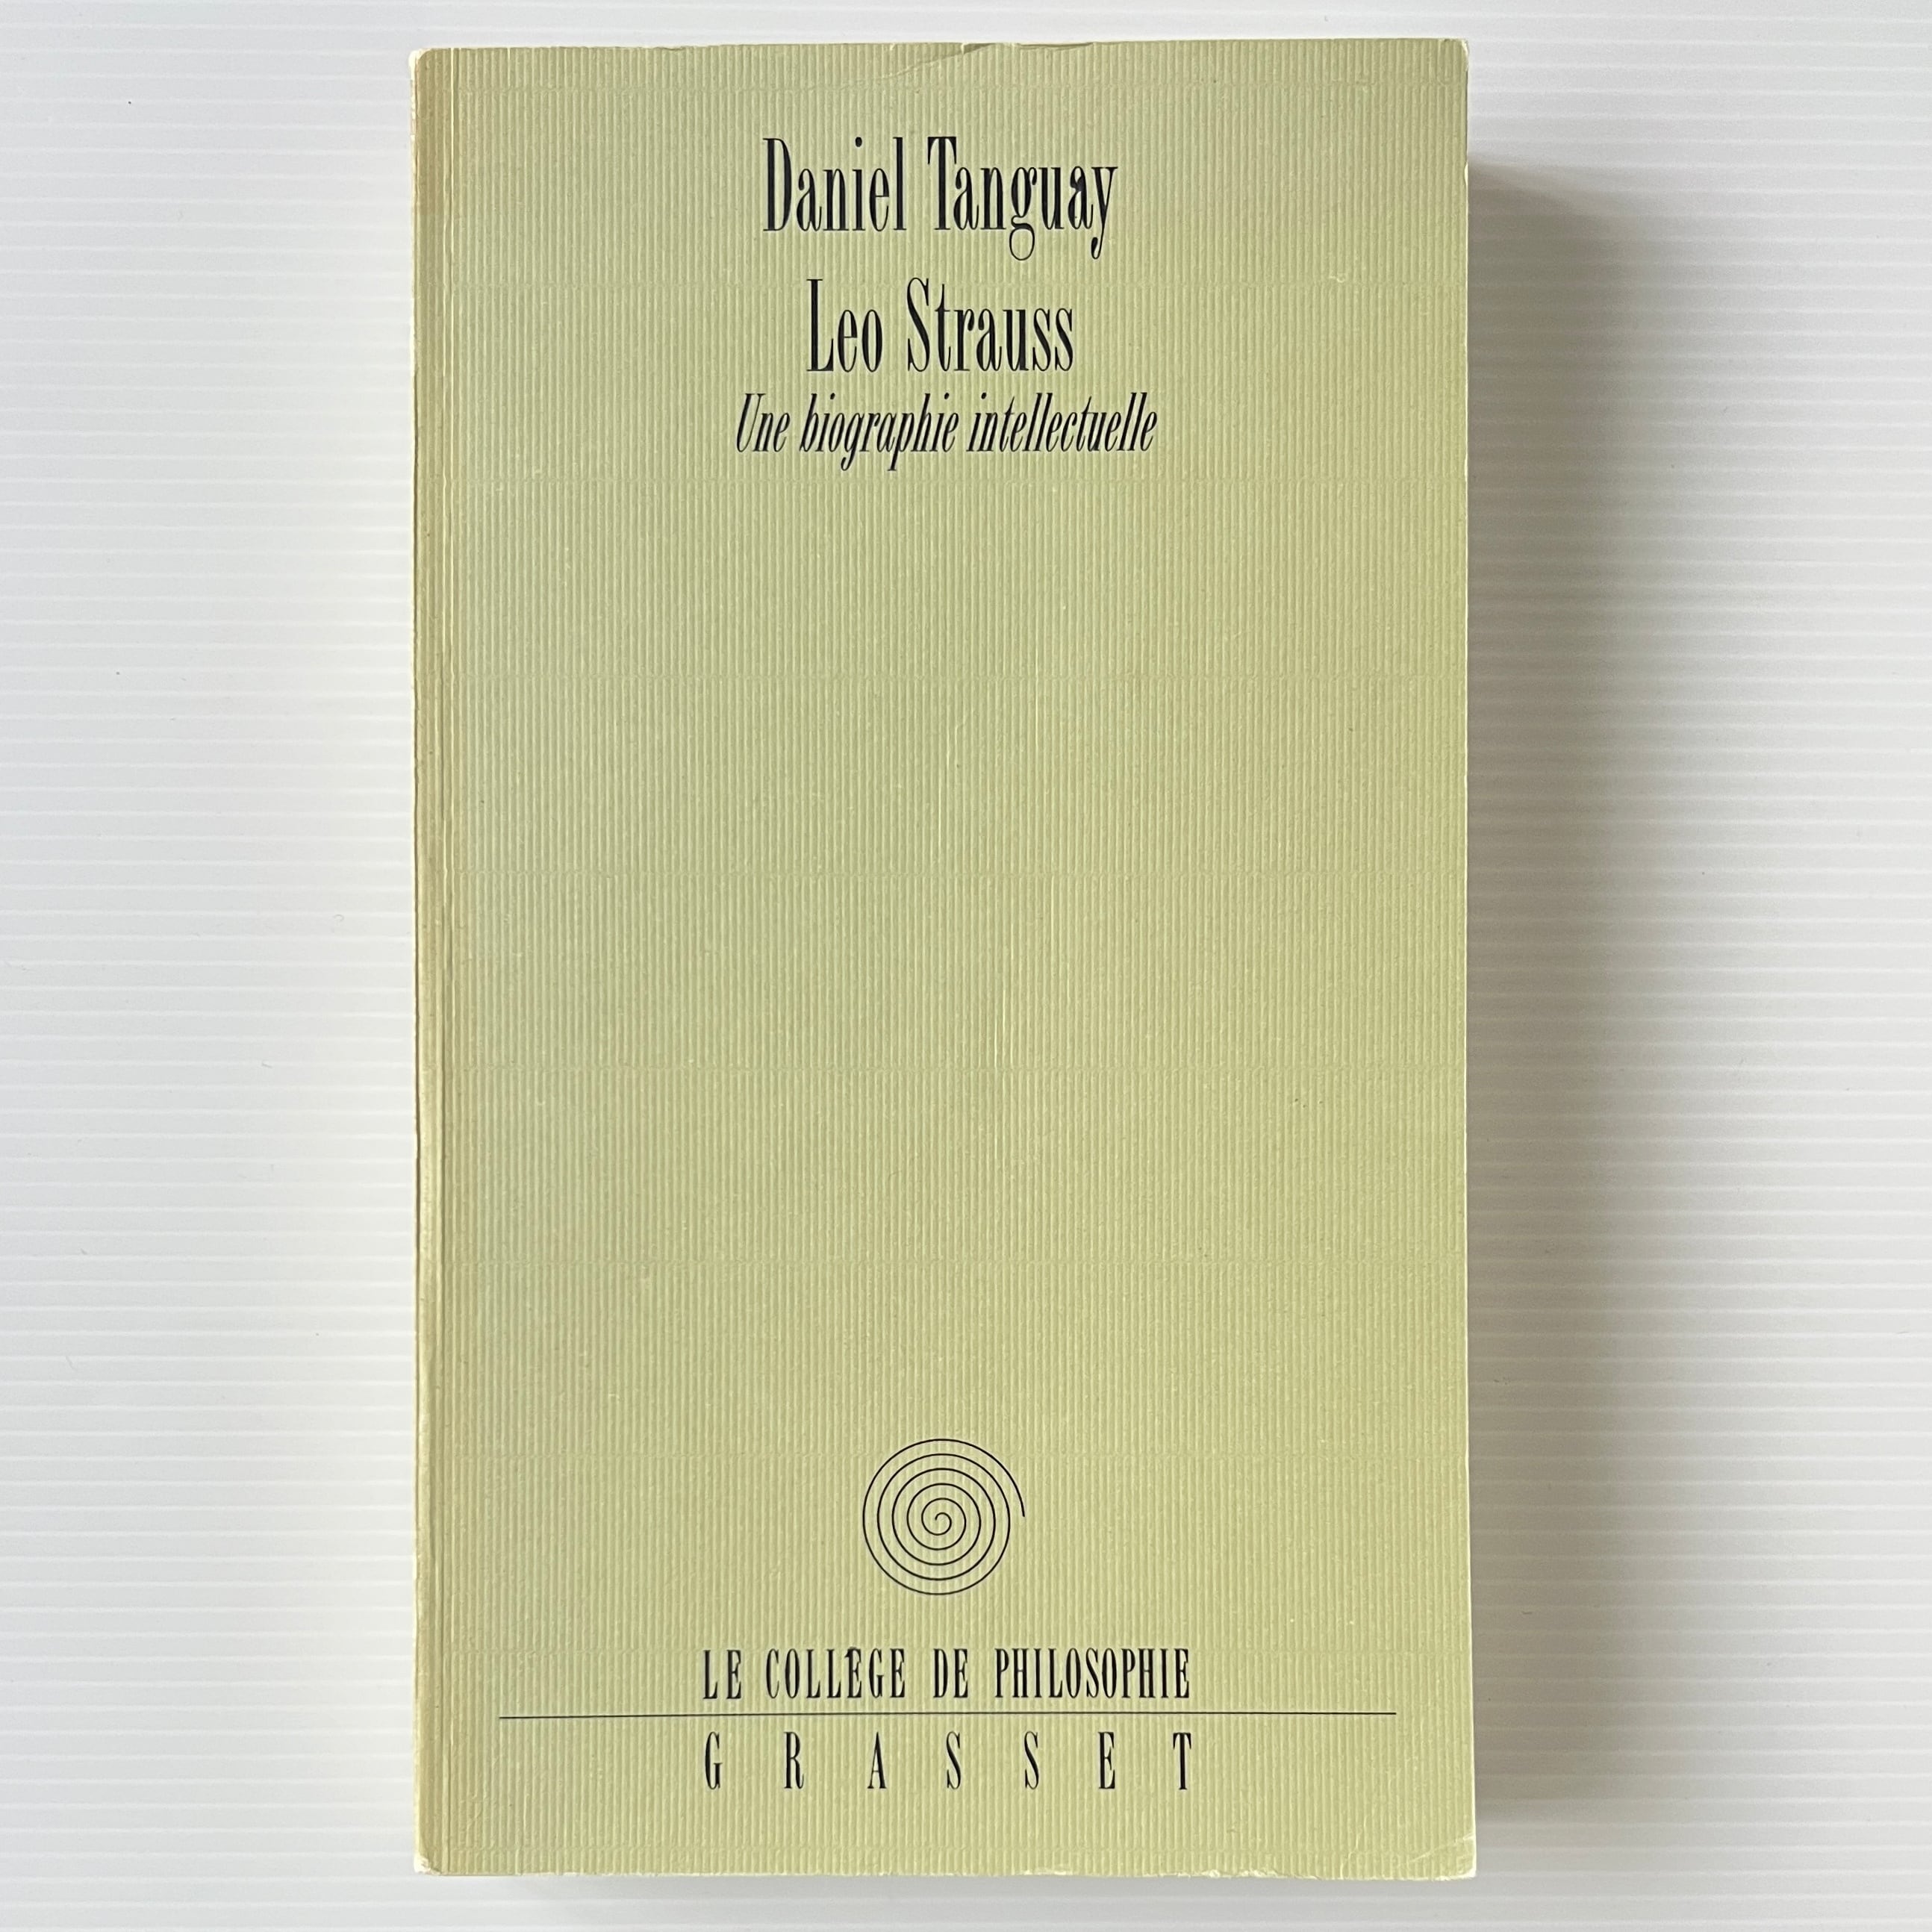 Daniel Tanguay
Leo Strauss
Une biographie intellectuelle
LE COLLÈGE DE PHILOSOPHIE
GRASSET